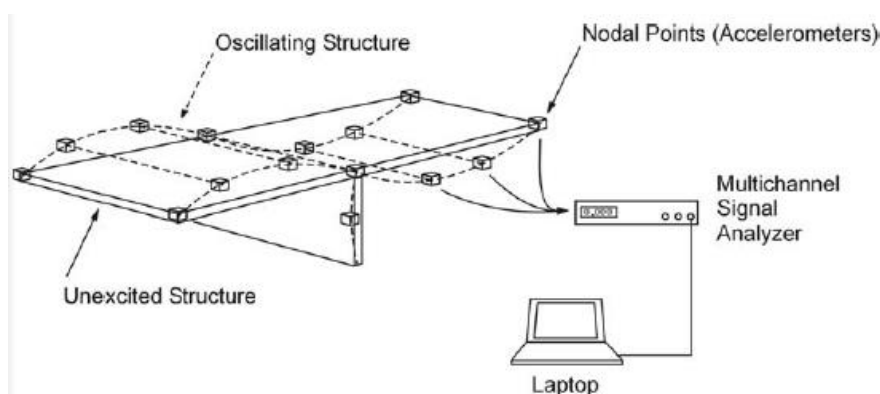 Oscillating Structure
Nodal Points (Accelerometers)
Multichannel
Signal
Analyzer
Unexcited Structure
Laptop